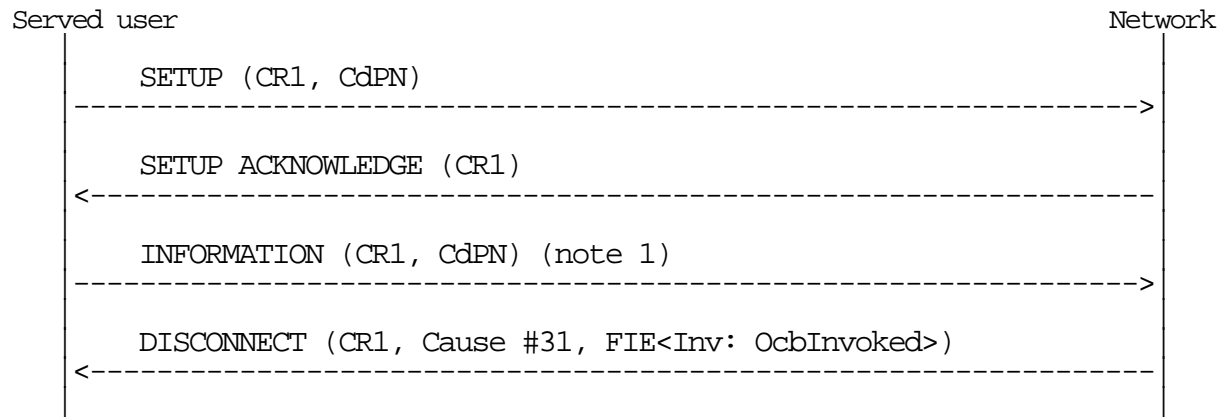 Served user Network
SETUP (CR1, CdPN)
SETUP ACKNOWLEDGE (CR1)
INFORMATION (CR1, CdPN) (note 1)
DISCONNECT (CR1, Cause #31, FIE<Inv: OcbInvoked>)